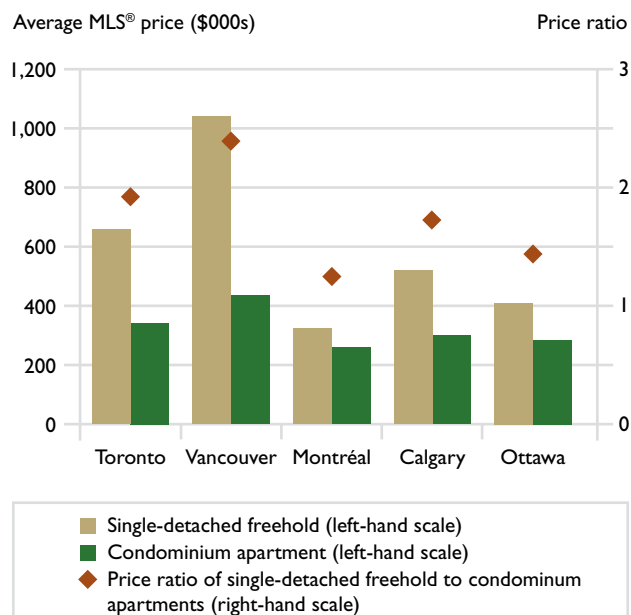 Average MLS® price ($000s) Price ratio
1,200 3
1,000
800 2
600
400 1
200
0 0
Toronto Vancouver Montréal Calgary Ottawa
Single-detached freehold (left-hand scale)
Condominium apartment (left-hand scale)
Price ratio of single-detached freehold to condominum
apartments (right-hand scale)